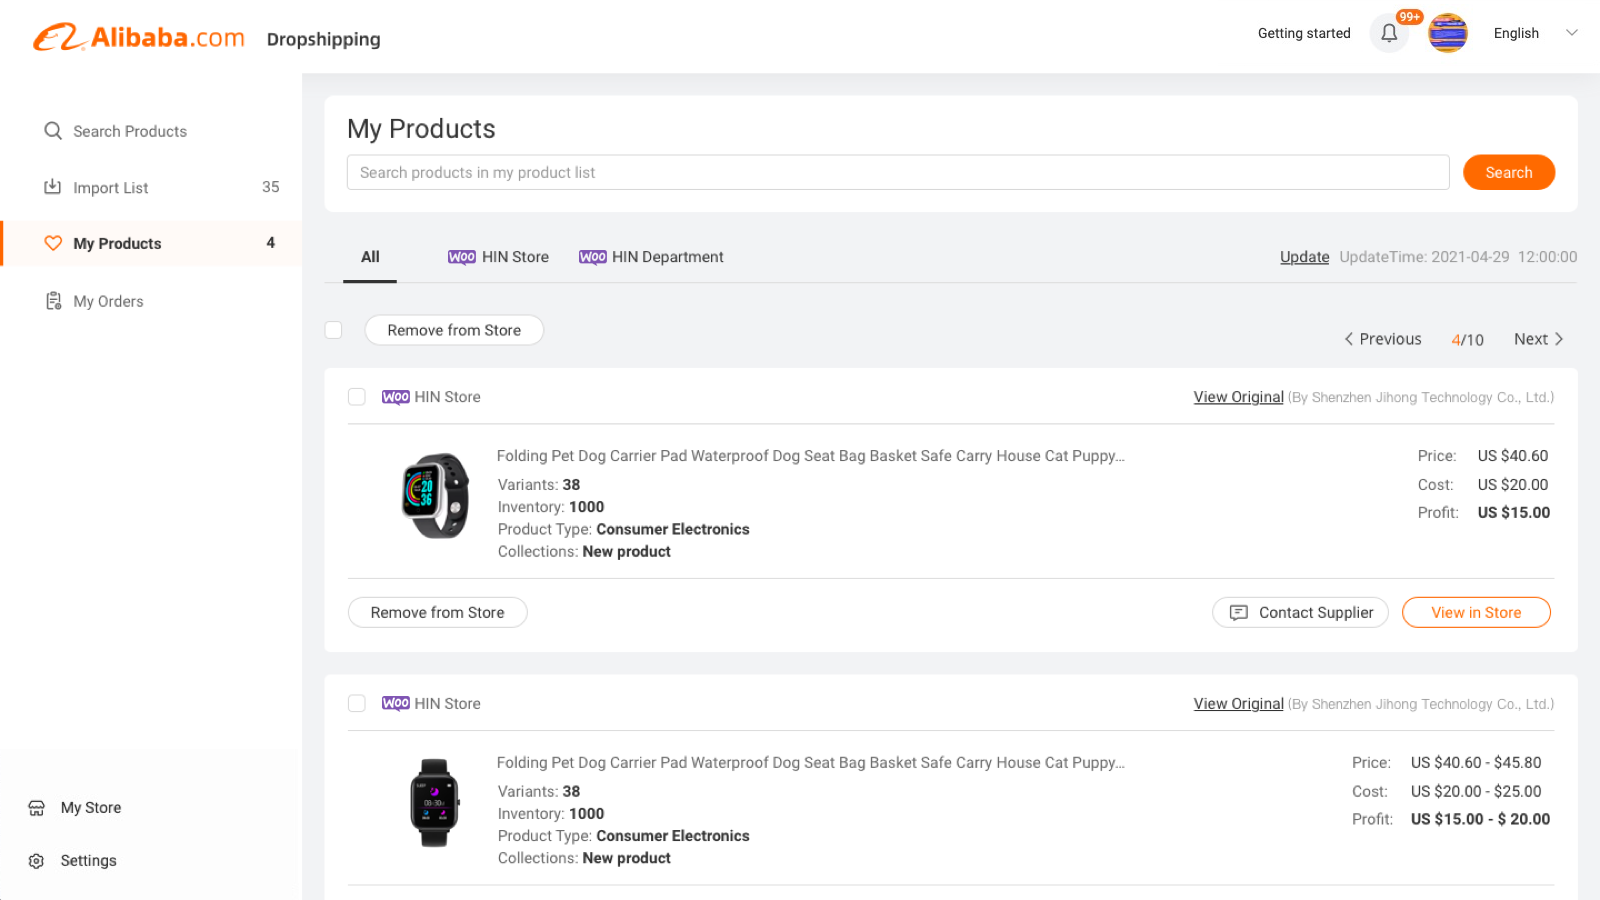 Alibaba.com Dropshipping
Getting started
99+
English
Search Products
Import List 35
My Products 4
My Orders
My Store
Settings
My Products
Search products in my product list
Search
All
Woo HIN Store
Woo HIN Department
Update UpdateTime: 2021-04-29 12:00:00
Remove from Store
Previous 4/10 Next
Woo HIN Store
View Original (By Shenzhen Jihong Technology Co., Ltd.)
Folding Pet Dog Carrier Pad Waterproof Dog Seat Bag Basket Safe Carry House Cat Puppy...
Variants: 38
Inventory: 1000
Product Type: Consumer Electronics
Collections: New product
Price: US $40.60
Cost: US $20.00
Profit: US $15.00
Remove from Store
Contact Supplier
View in Store
Woo HIN Store
View Original (By Shenzhen Jihong Technology Co., Ltd.)
Folding Pet Dog Carrier Pad Waterproof Dog Seat Bag Basket Safe Carry House Cat Puppy...
Variants: 38
Inventory: 1000
Product Type: Consumer Electronics
Collections: New product
Price: US $40.60 - $45.80
Cost: US $20.00 - $25.00
Profit: US $15.00 - $ 20.00